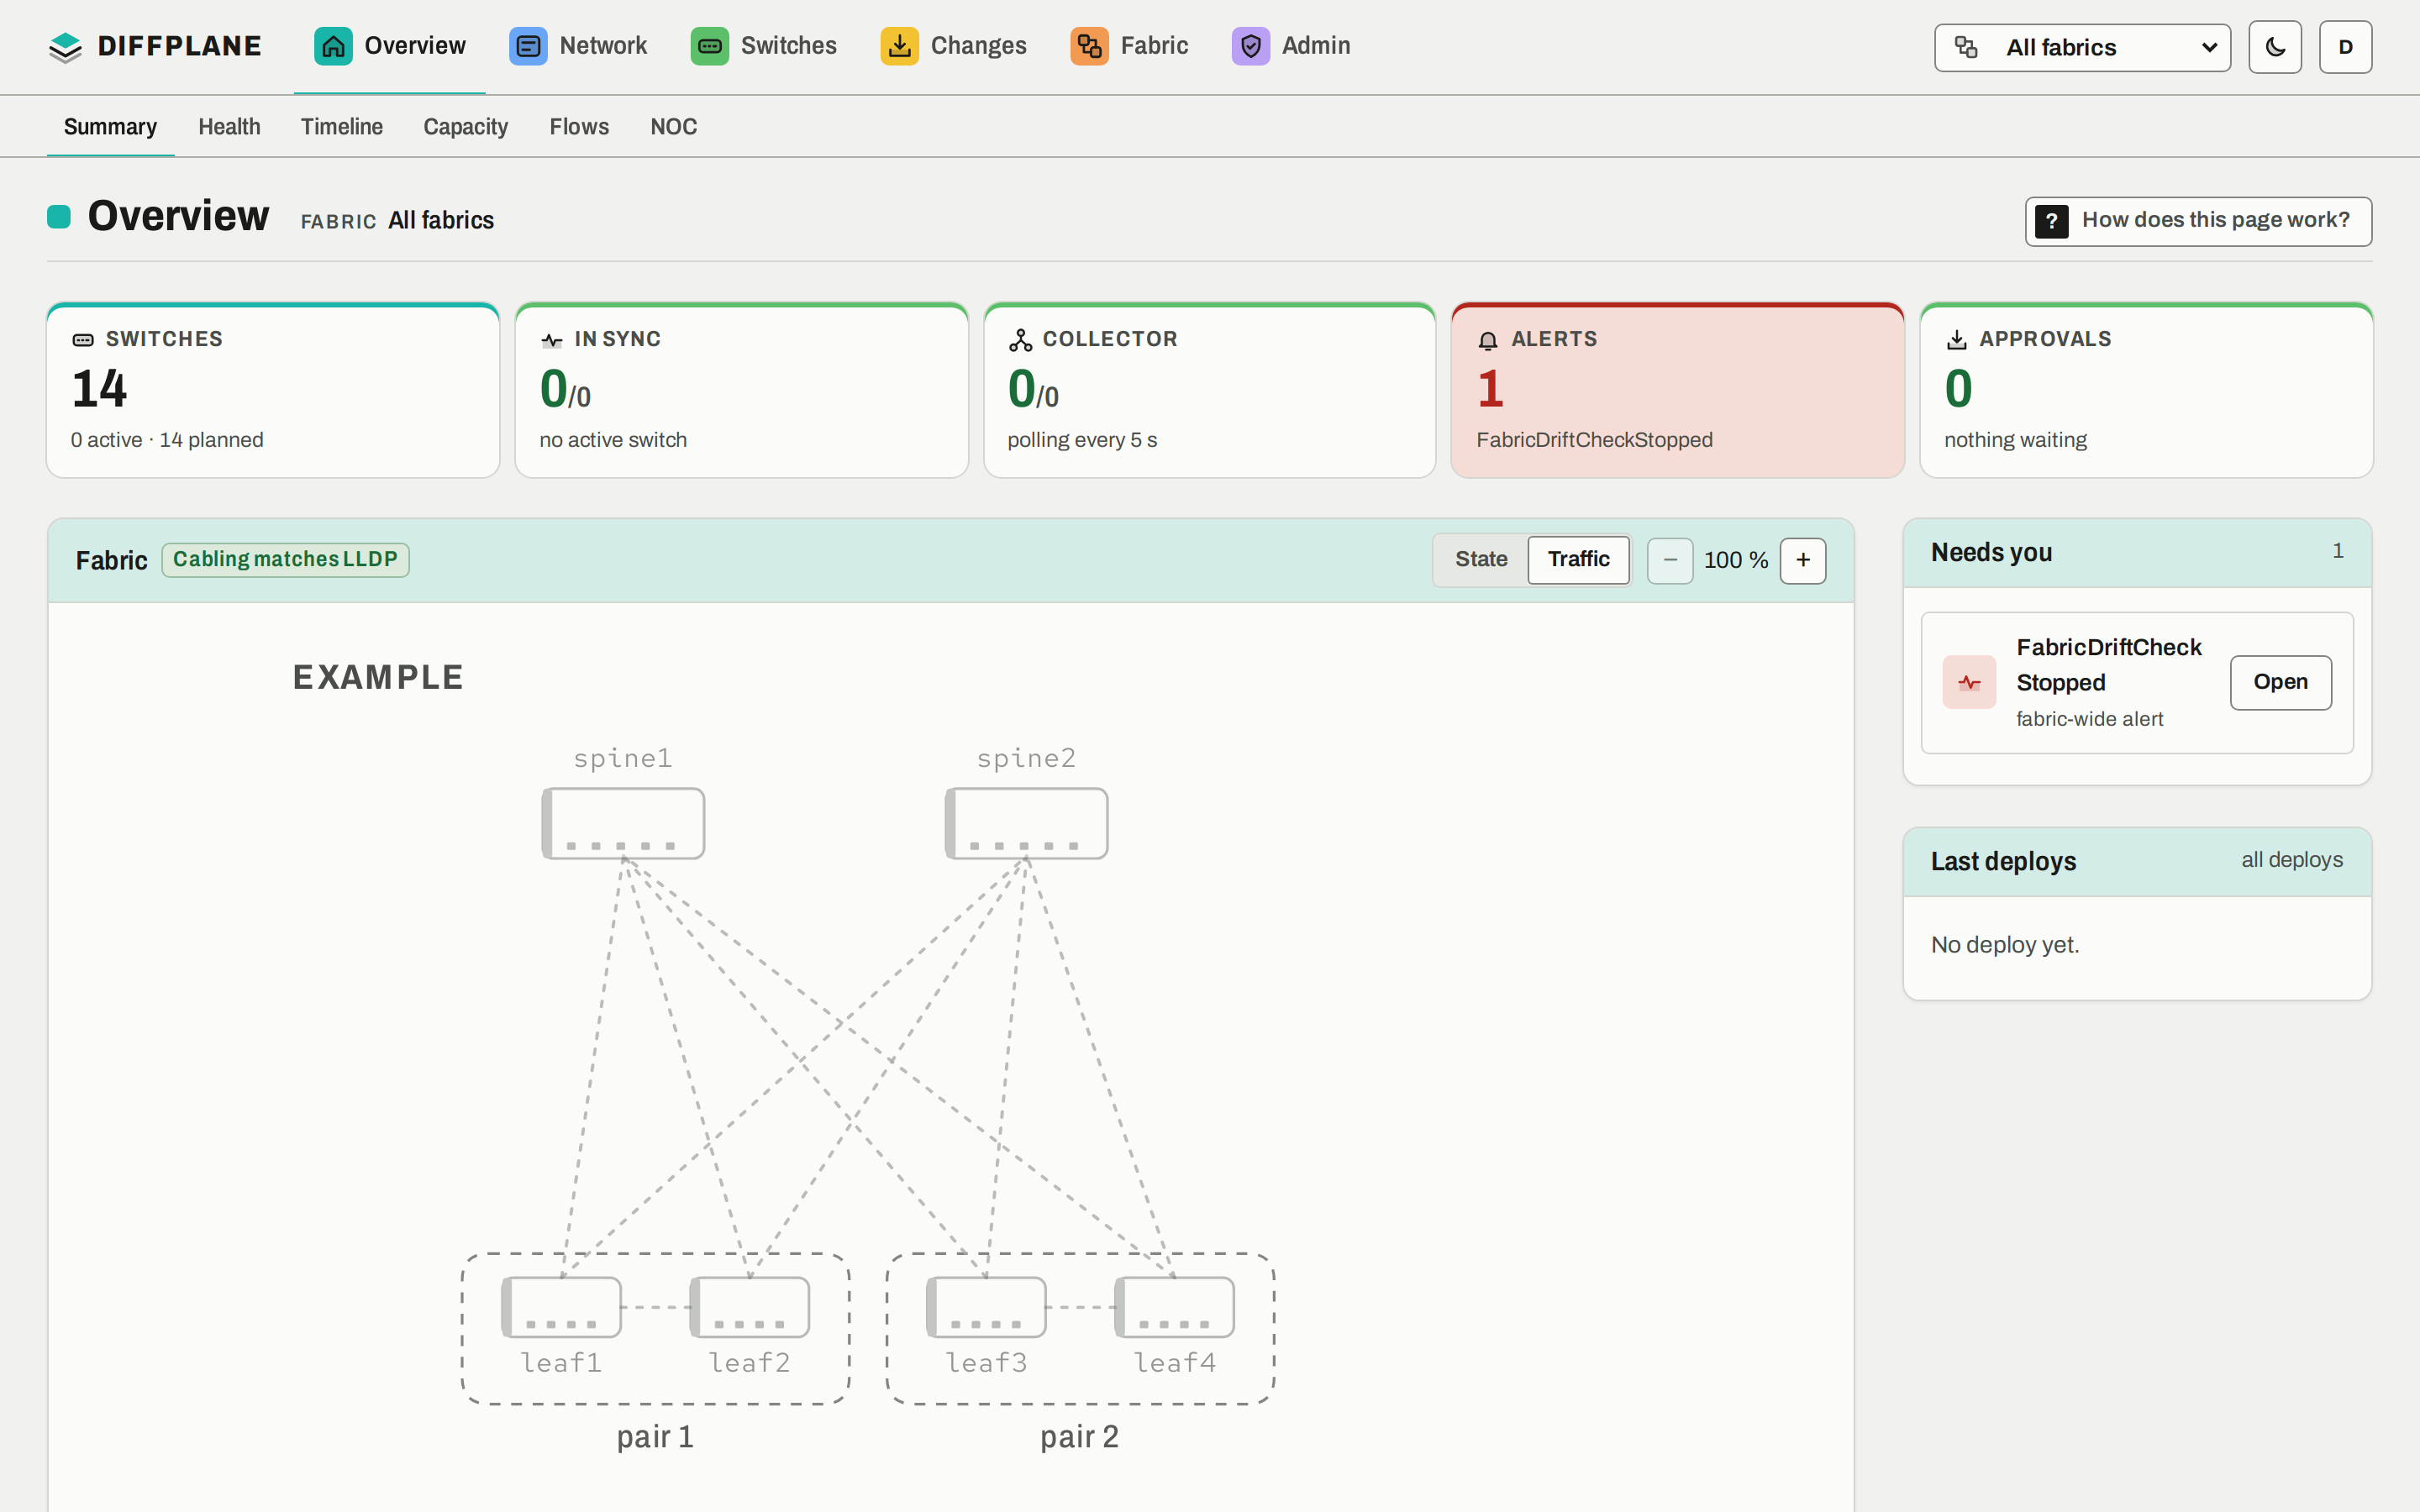 DIFFPLANE
Overview
Network
Switches
Changes
Fabric
Admin
All fabrics
D
Summary
Health
Timeline
Capacity
Flows
NOC
Overview
FABRIC All fabrics
? How does this page work?
SWITCHES
14
0 active · 14 planned
IN SYNC
0/0
no active switch
COLLECTOR
0/0
polling every 5 s
ALERTS
1
FabricDriftCheckStopped
APPROVALS
0
nothing waiting
Fabric
Cabling matches LLDP
State
Traffic
− 100 % +
Needs you
1
FabricDriftCheck
Stopped
fabric-wide alert
Open
Last deploys
all deploys
No deploy yet.
EXAMPLE
spine1
spine2
leaf1
leaf2
leaf3
leaf4
pair 1
pair 2